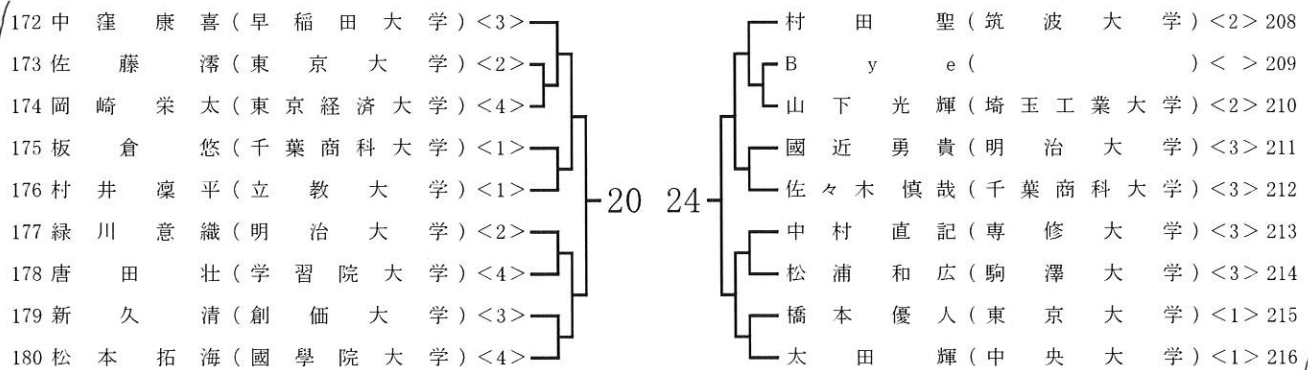 172 中窪康喜 (早稲田大学) <3>
173 佐藤澪 (東京大学) <2>
174 岡崎栄太 (東京経済大学) <4>
175 板倉悠 (千葉商科大学) <1>
176 村井凜平 (立教大学) <1>
177 緑川意織 (明治大学) <2>
178 唐田壮 (学習院大学) <4>
179 新久清 (創価大学) <3>
180 松本拓海 (國學院大学) <4>
20
24
村田聖 (筑波大学) <2> 208
Bye ( ) < > 209
山下光輝 (埼玉工業大学) <2> 210
國近勇貴 (明治大学) <3> 211
佐々木慎哉 (千葉商科大学) <3> 212
中村直記 (専修大学) <3> 213
松浦和広 (駒澤大学) <3> 214
橋本優人 (東京大学) <1> 215
太田輝 (中央大学) <1> 216